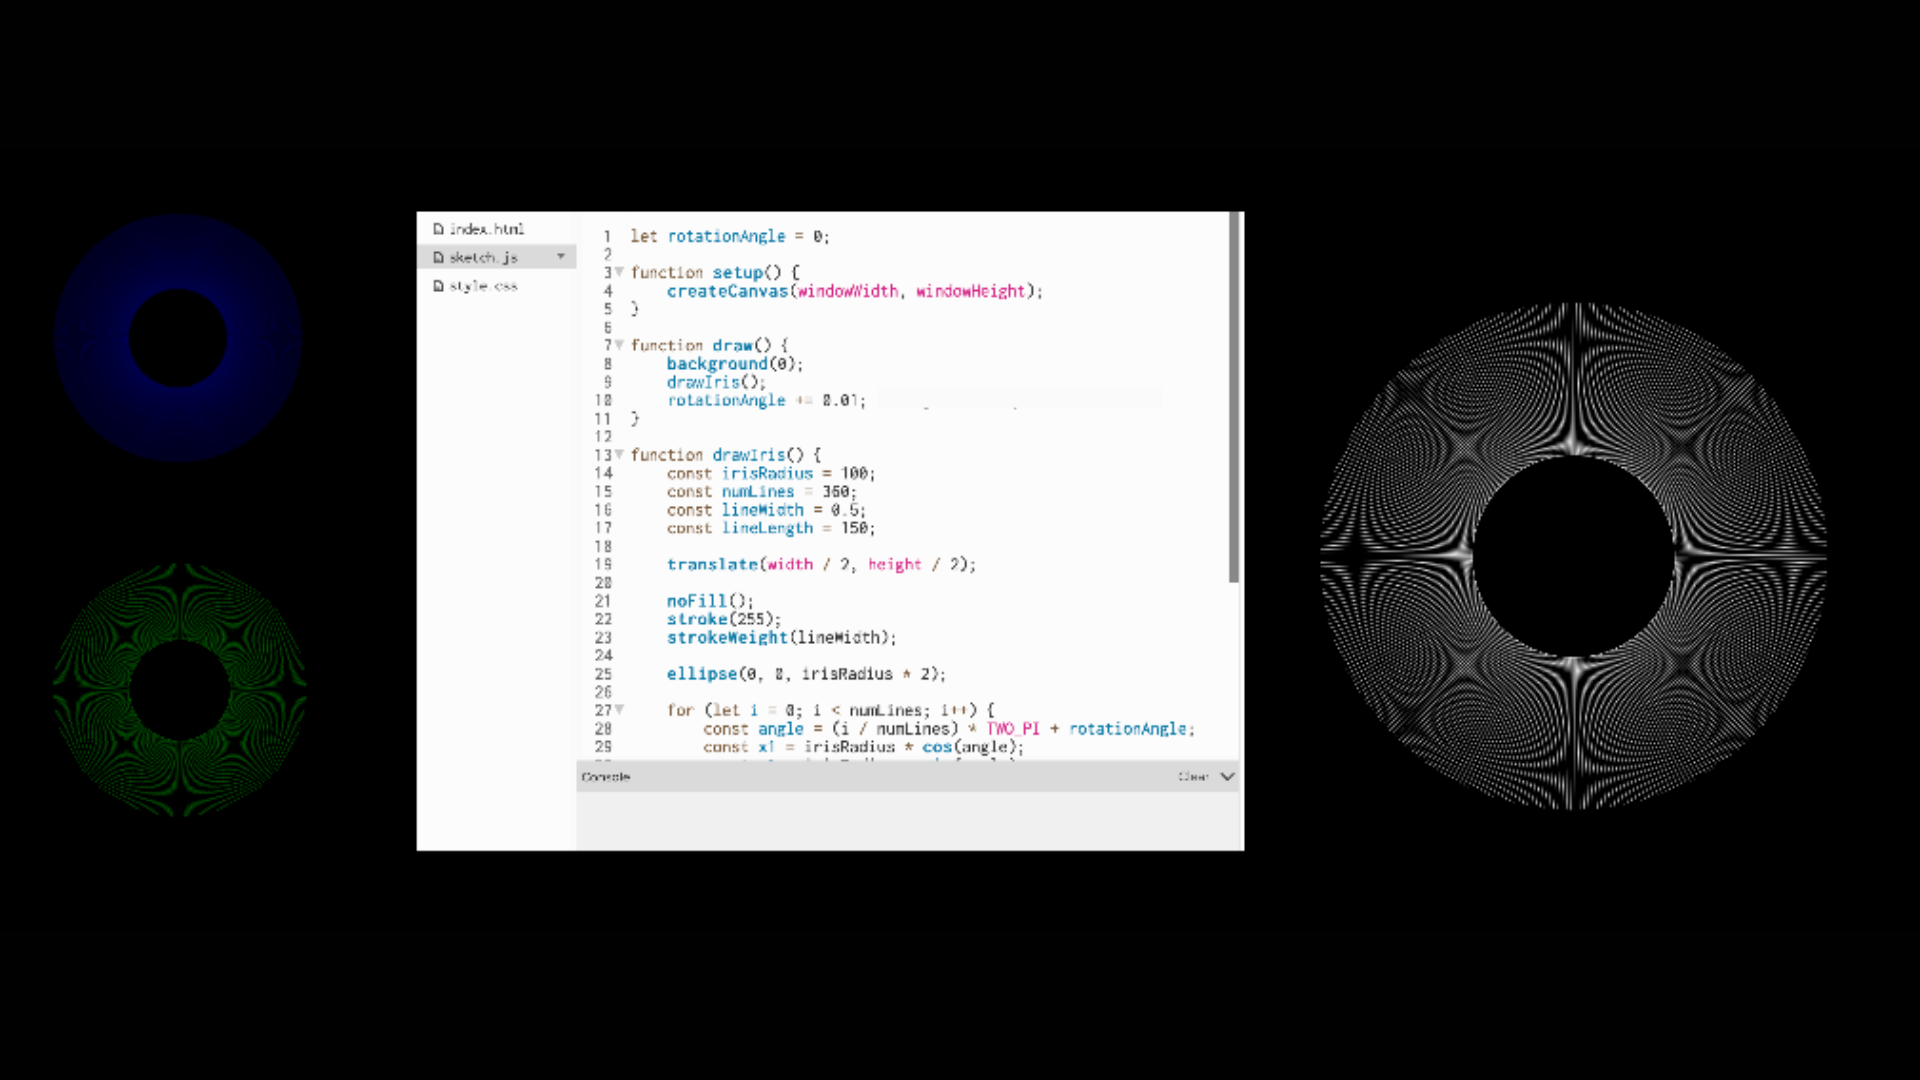 index.html
sketch.js
style.css
1 let rotationAngle = 0;
2
3 function setup() {
4 createCanvas(windowWidth, windowHeight);
5 }
6
7 function draw() {
8 background(0);
9 drawIris();
10 rotationAngle += 0.01;
11 }
12
13 function drawIris() {
14 const irisRadius = 100;
15 const numLines = 360;
16 const lineWidth = 0.5;
17 const lineLength = 150;
18
19 translate(width / 2, height / 2);
20
21 noFill();
22 stroke(255);
23 strokeWeight(lineWidth);
24
25 ellipse(0, 0, irisRadius * 2);
26
27 for (let i = 0; i < numLines; i++) {
28 const angle = (i / numLines) * TWO_PI + rotationAngle;
29 const x1 = irisRadius * cos(angle);
Console
Clear